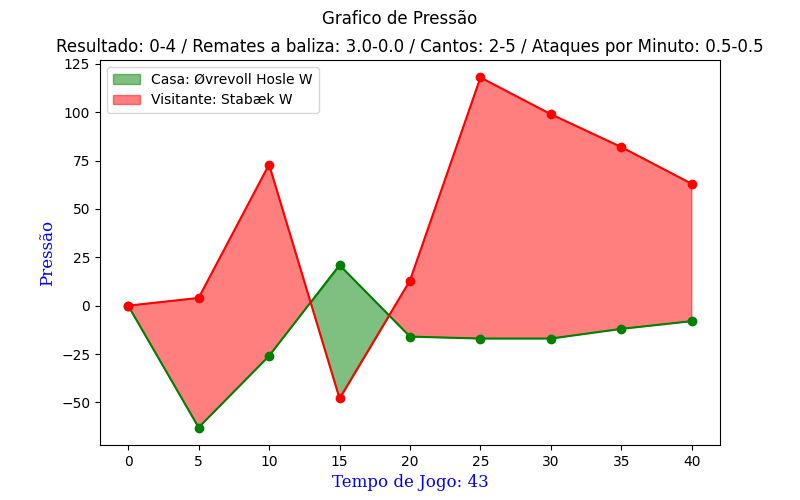 Grafico de Pressão
Resultado: 0-4 / Remates a baliza: 3.0-0.0 / Cantos: 2-5 / Ataques por Minuto: 0.5-0.5
Casa: Øvrevoll Hosle W
Visitante: Stabæk W
125
100
75
50
25
0
−25
−50
Pressão
0 5 10 15 20 25 30 35 40
Tempo de Jogo: 43